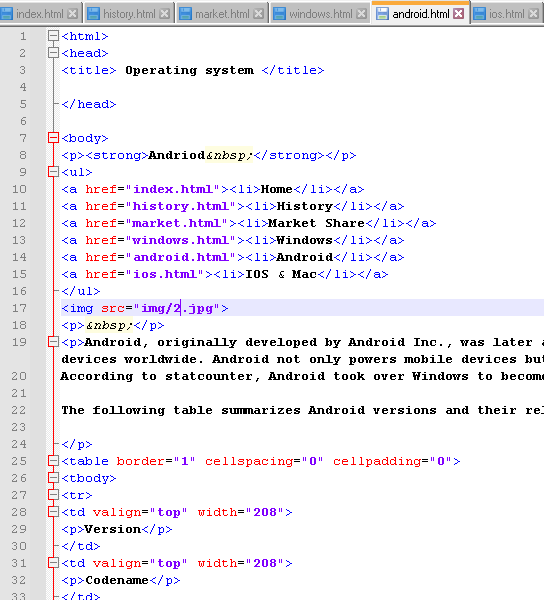 index.html history.html market.html windows.html android.html ios.html
1 <html>
2 <head>
3 <title> Operating system </title>
4
5 </head>
6
7 <body>
8 <p><strong>Andriod&nbsp;</strong></p>
9 <ul>
10 <a href="index.html"><li>Home</li></a>
11 <a href="history.html"><li>History</li></a>
12 <a href="market.html"><li>Market Share</li></a>
13 <a href="windows.html"><li>Windows</li></a>
14 <a href="android.html"><li>Android</li></a>
15 <a href="ios.html"><li>IOS & Mac</li></a>
16 </ul>
17 <img src="img/2.jpg">
18 <p>&nbsp;</p>
19 <p>Android, originally developed by Android Inc., was later a
devices worldwide. Android not only powers mobile devices but
20 According to statcounter, Android took over Windows to become
21
22 The following table summarizes Android versions and their rel
23
24 </p>
25 <table border="1" cellspacing="0" cellpadding="0">
26 <tbody>
27 <tr>
28 <td valign="top" width="208">
29 <p>Version</p>
30 </td>
31 <td valign="top" width="208">
32 <p>Codename</p>
33 </td>